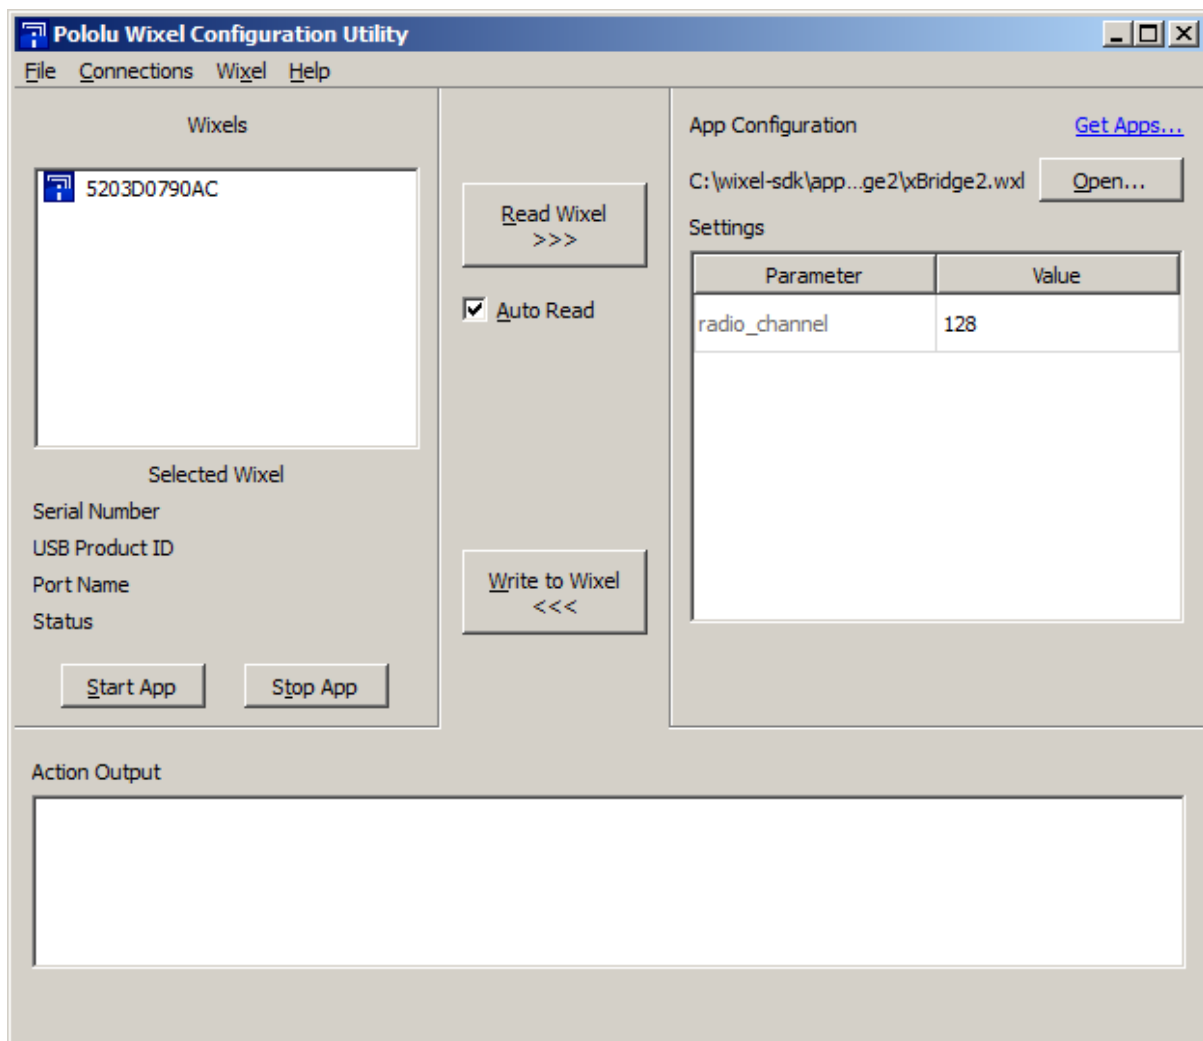 Pololu Wixel Configuration Utility
File Connections Wixel Help
Wixels
5203D0790AC
Selected Wixel
Serial Number
USB Product ID
Port Name
Status
Start App Stop App
Read Wixel
>>>
Auto Read
Write to Wixel
<<<
App Configuration Get Apps...
C:\wixel-sdk\app...ge2\xBridge2.wxl Open...
Settings
Parameter Value
radio_channel 128
Action Output